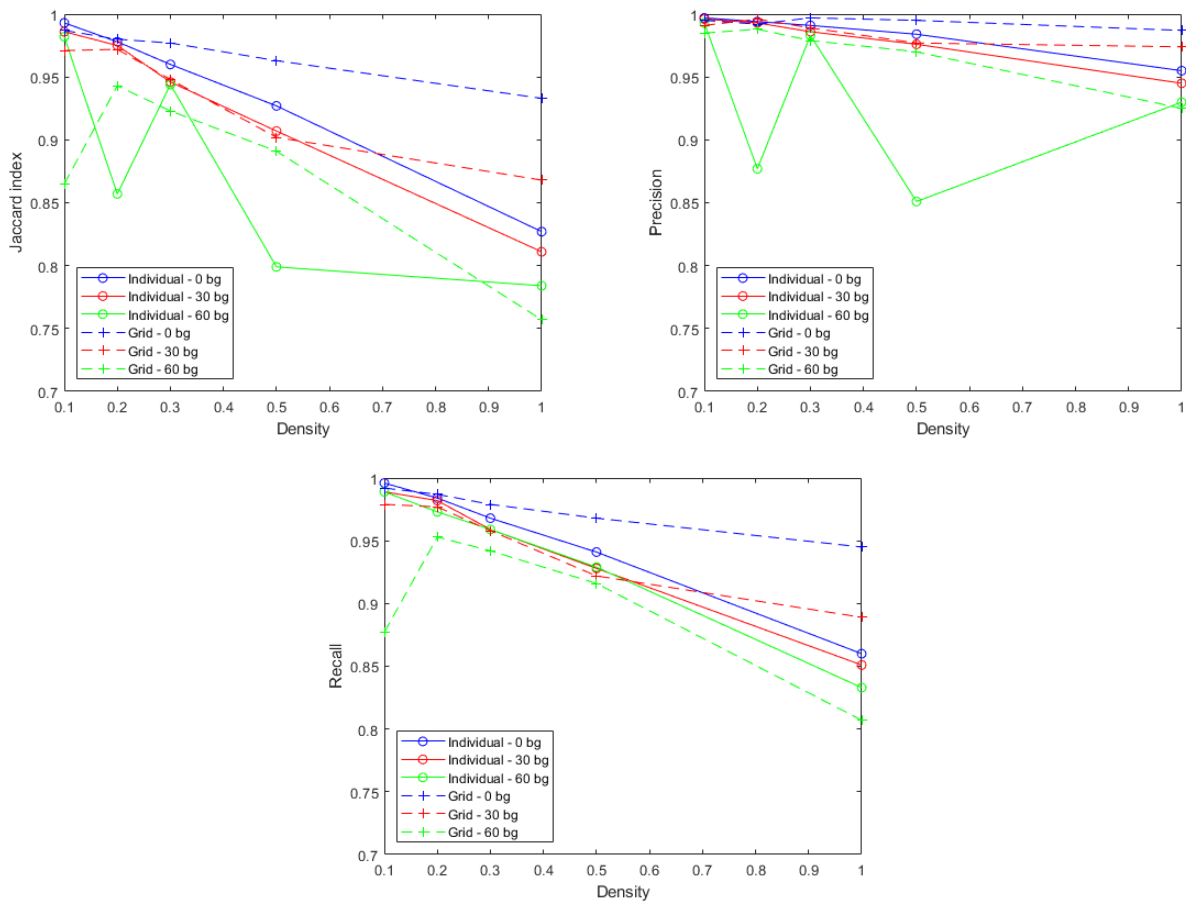 1
0.95
0.9
0.85
0.8
0.75
0.7
Jaccard index
Individual - 0 bg
Individual - 30 bg
Individual - 60 bg
Grid - 0 bg
Grid - 30 bg
Grid - 60 bg
0.1 0.2 0.3 0.4 0.5 0.6 0.7 0.8 0.9 1
Density
1
0.95
0.9
0.85
0.8
0.75
0.7
Precision
Individual - 0 bg
Individual - 30 bg
Individual - 60 bg
Grid - 0 bg
Grid - 30 bg
Grid - 60 bg
0.1 0.2 0.3 0.4 0.5 0.6 0.7 0.8 0.9 1
Density
1
0.95
0.9
0.85
0.8
0.75
0.7
Recall
Individual - 0 bg
Individual - 30 bg
Individual - 60 bg
Grid - 0 bg
Grid - 30 bg
Grid - 60 bg
0.1 0.2 0.3 0.4 0.5 0.6 0.7 0.8 0.9 1
Density